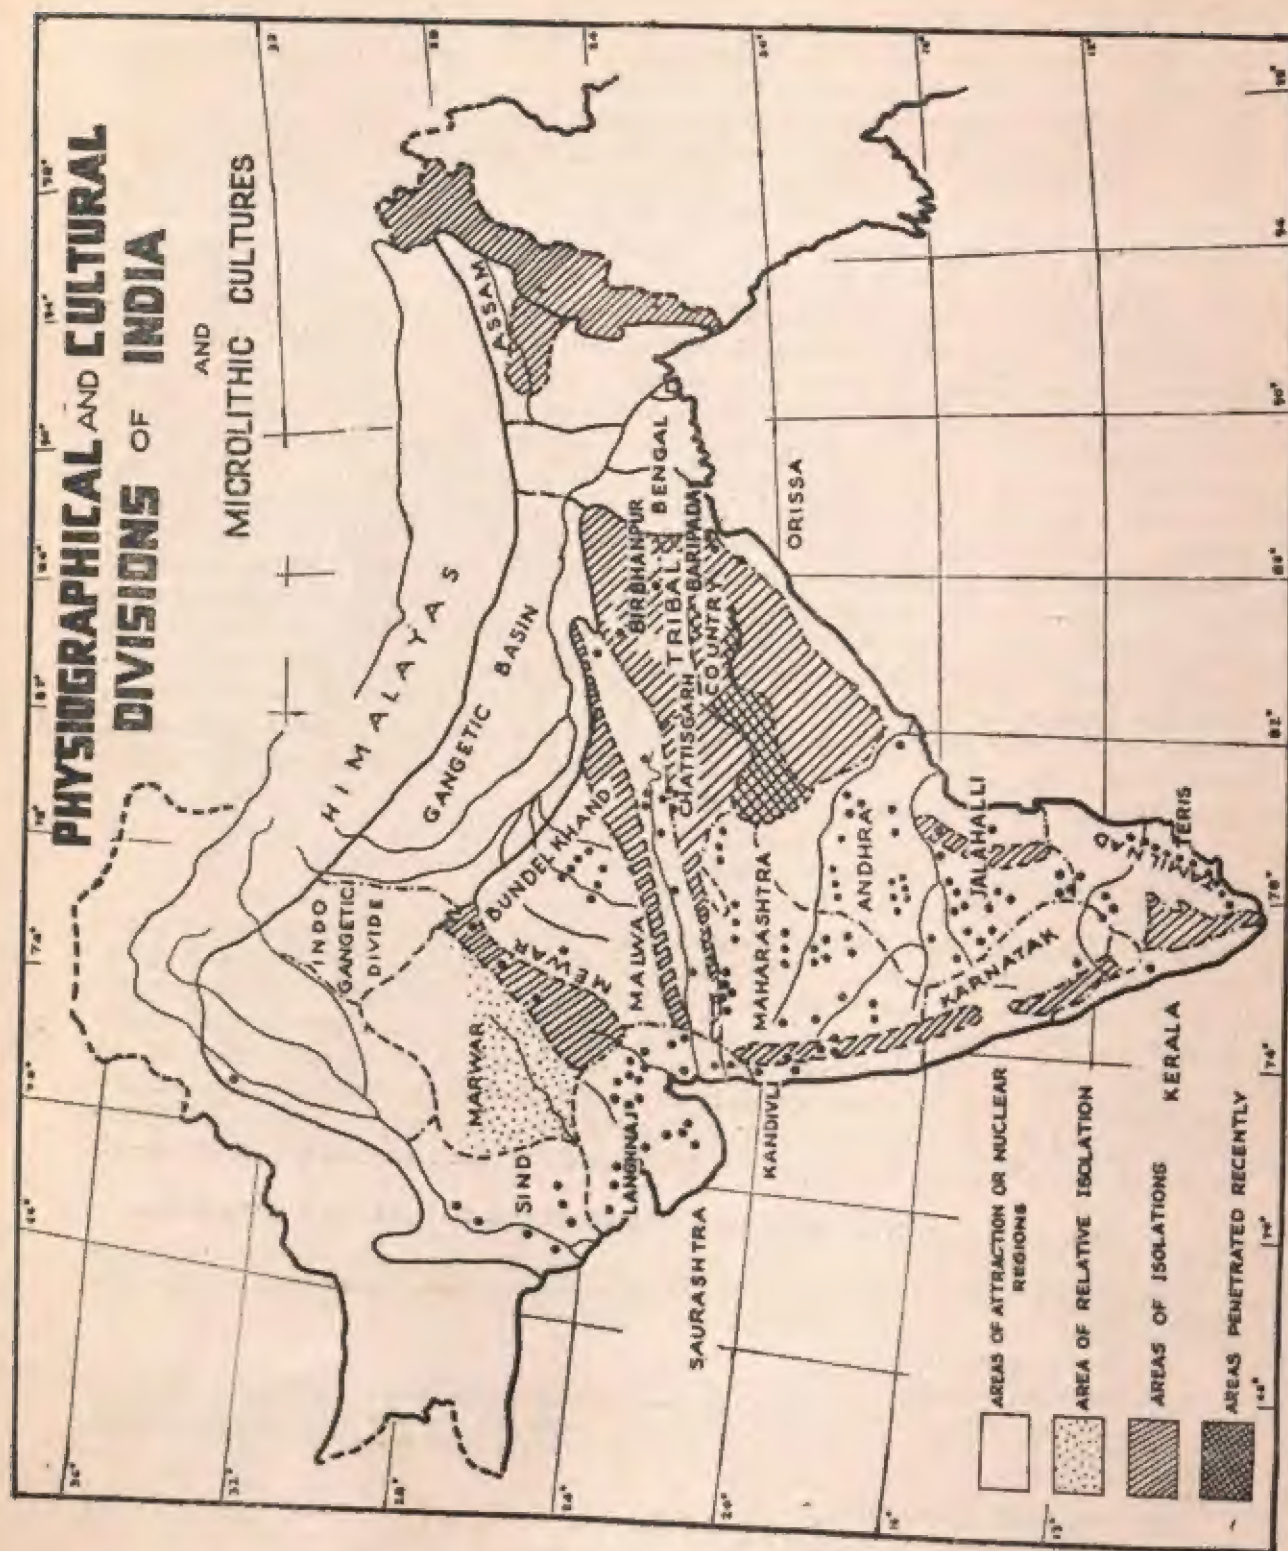 PHYSIOGRAPHICAL AND CULTURAL
DIVISIONS OF INDIA
AND
MICROLITHIC CULTURES
HIMALAYAS
GANGETIC BASIN
INDO
GANGETIC
DIVIDE
ASSAM
BENGAL
BIRBHANPUR
TRIBAL
BARIPADA
CHATTISGARH
COUNTRY
ORISSA
BUNDELKHAND
MEWAR
MARWAR
MALWA
SIND
LANGHNAJ
SAURASHTRA
MAHARASHTRA
ANDHRA
KANDIVLI
JALAHALLI
KARNATAK
TAMILNAD
TERIS
KERALA
AREAS OF ATTRACTION OR NUCLEAR
REGIONS
AREA OF RELATIVE ISOLATION
AREAS OF ISOLATIONS
AREAS PENETRATED RECENTLY